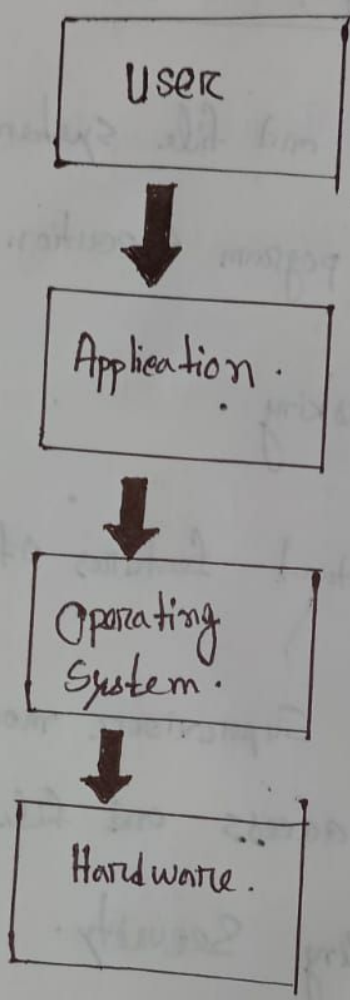 User
Application.
Operating
System.
Hardware.